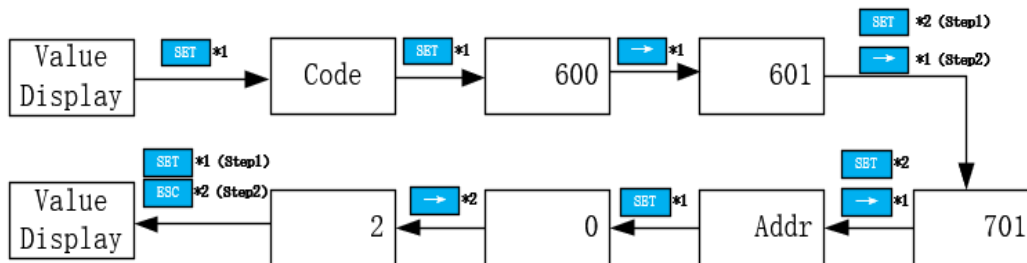 SET *2 (Step1)
SET *1
SET *1
→ *1
→ *1 (Step2)
Value
Display
Code
600
601
SET *1 (Step1)
SET *2
ESC *2 (Step2)
→ *2
SET *1
→ *1
Value
Display
2
0
Addr
701